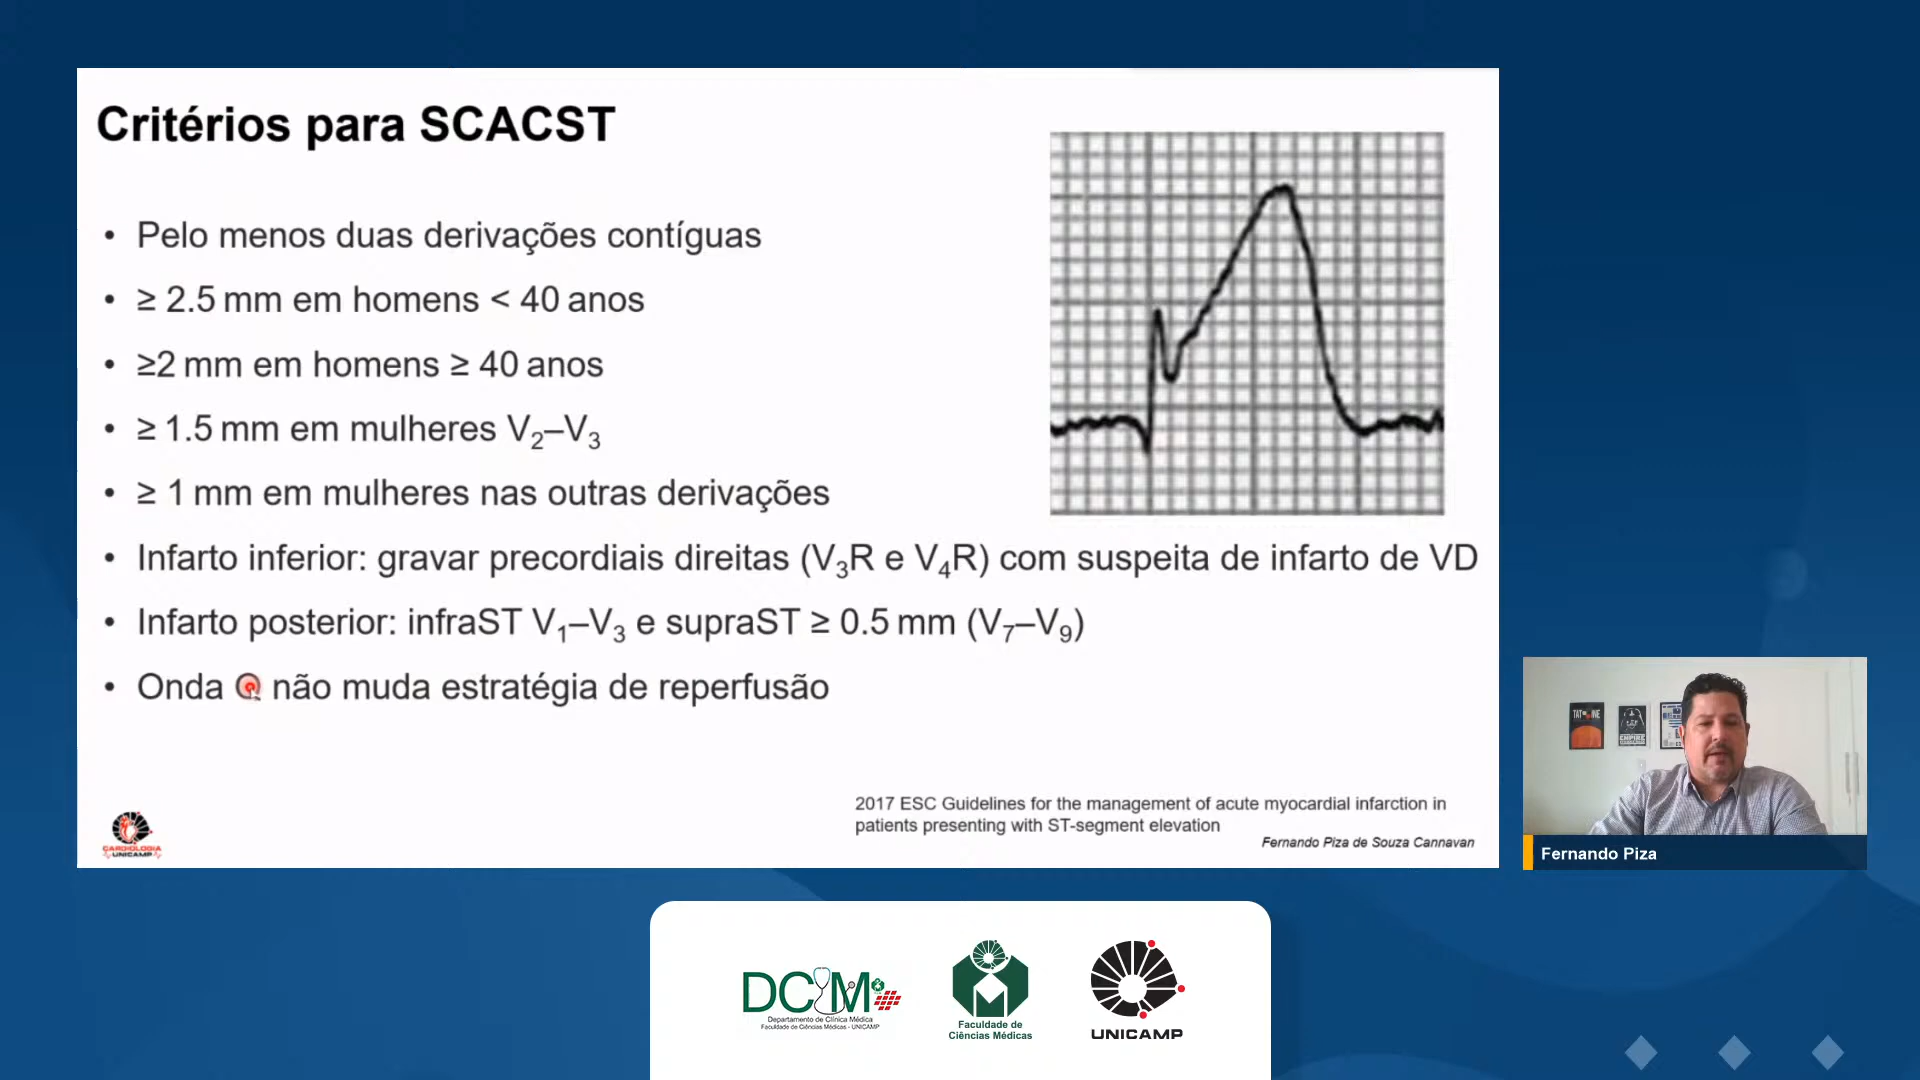 Critérios para SCACST
• Pelo menos duas derivações contíguas
• ≥ 2.5 mm em homens < 40 anos
• ≥2 mm em homens ≥ 40 anos
• ≥ 1.5 mm em mulheres V₂–V₃
• ≥ 1 mm em mulheres nas outras derivações
• Infarto inferior: gravar precordiais direitas (V₃R e V₄R) com suspeita de infarto de VD
• Infarto posterior: infraST V₁–V₃ e supraST ≥ 0.5 mm (V₇–V₉)
• Onda Q não muda estratégia de reperfusão
2017 ESC Guidelines for the management of acute myocardial infarction in
patients presenting with ST-segment elevation
Fernando Piza de Souza Cannavan
CARDIOLOGIA
UNICAMP
EMPIRE
Fernando Piza
DCM
Departamento de Clínica Médica
Faculdade de Ciências Médicas - UNICAMP
Faculdade de
Ciências Médicas
UNICAMP